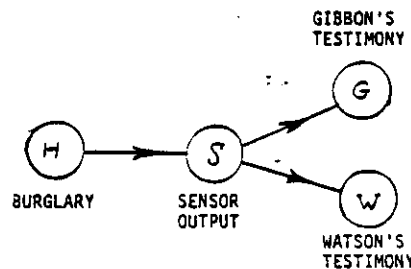 GIBBON'S
TESTIMONY
G
H
S
BURGLARY
SENSOR
OUTPUT
W
WATSON'S
TESTIMONY